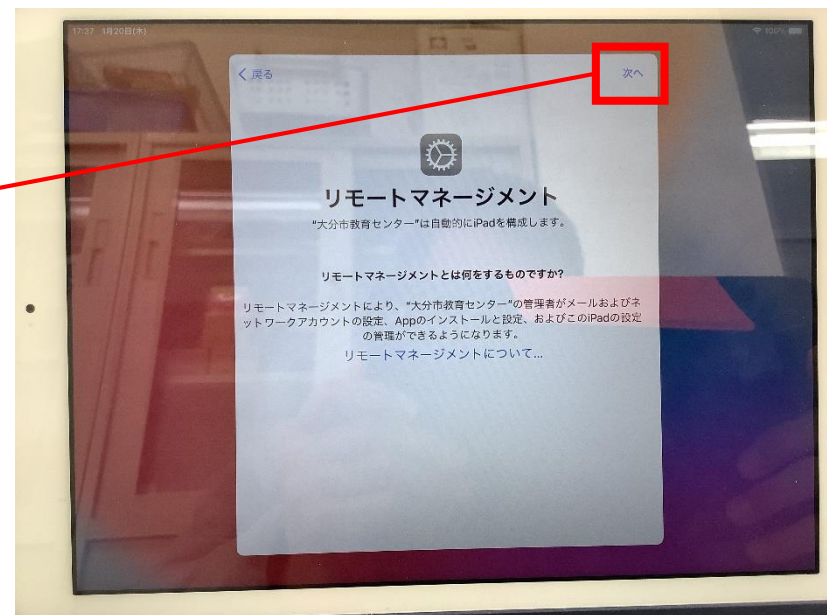 17:37 1月20日(木)
100%
戻る
次へ
リモートマネージメント
“大分市教育センター”は自動的にiPadを構成します。
リモートマネージメントとは何をするものですか?
リモートマネージメントにより、“大分市教育センター”の管理者がメールおよびネ
ットワークアカウントの設定、Appのインストールと設定、およびこのiPadの設定
の管理ができるようになります。
リモートマネージメントについて...